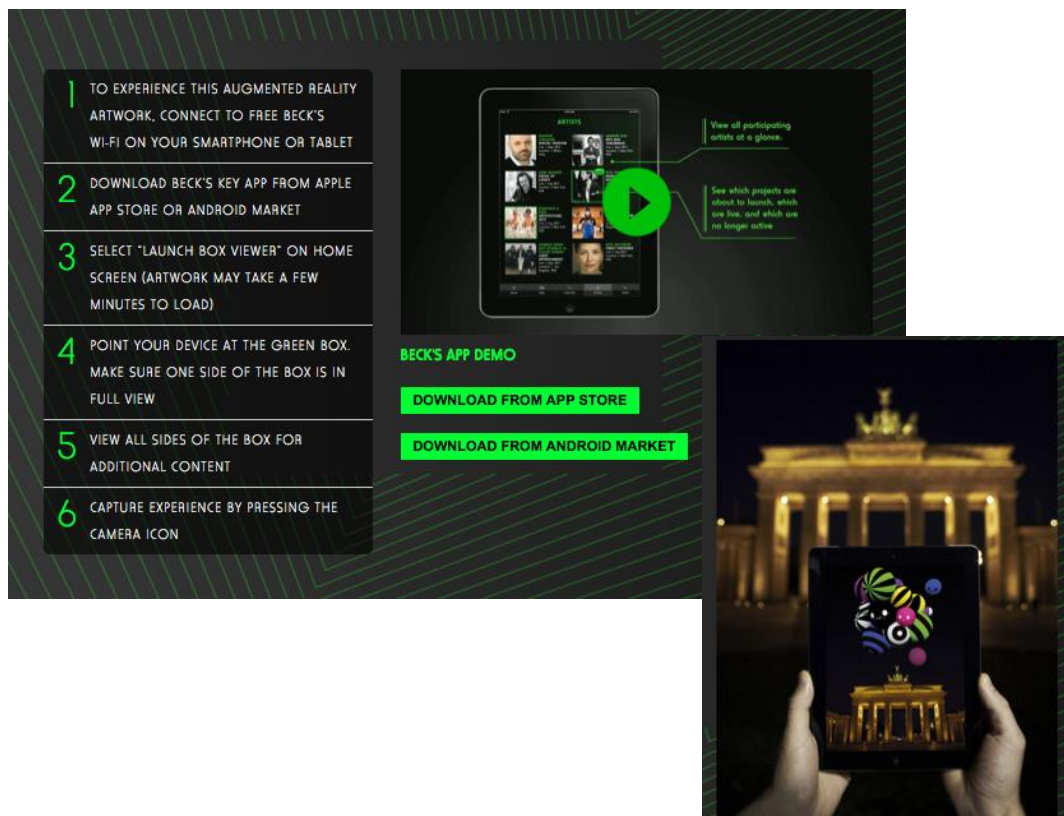 1 TO EXPERIENCE THIS AUGMENTED REALITY
ARTWORK, CONNECT TO FREE BECK'S
WI-FI ON YOUR SMARTPHONE OR TABLET
2 DOWNLOAD BECK'S KEY APP FROM APPLE
APP STORE OR ANDROID MARKET
3 SELECT "LAUNCH BOX VIEWER" ON HOME
SCREEN (ARTWORK MAY TAKE A FEW
MINUTES TO LOAD)
4 POINT YOUR DEVICE AT THE GREEN BOX.
MAKE SURE ONE SIDE OF THE BOX IS IN
FULL VIEW
5 VIEW ALL SIDES OF THE BOX FOR
ADDITIONAL CONTENT
6 CAPTURE EXPERIENCE BY PRESSING THE
CAMERA ICON
ARTISTS
View all participating
artists at a glance.
See which projects are
about to launch, which
are live, and which are
no longer active
BECK'S APP DEMO
DOWNLOAD FROM APP STORE
DOWNLOAD FROM ANDROID MARKET